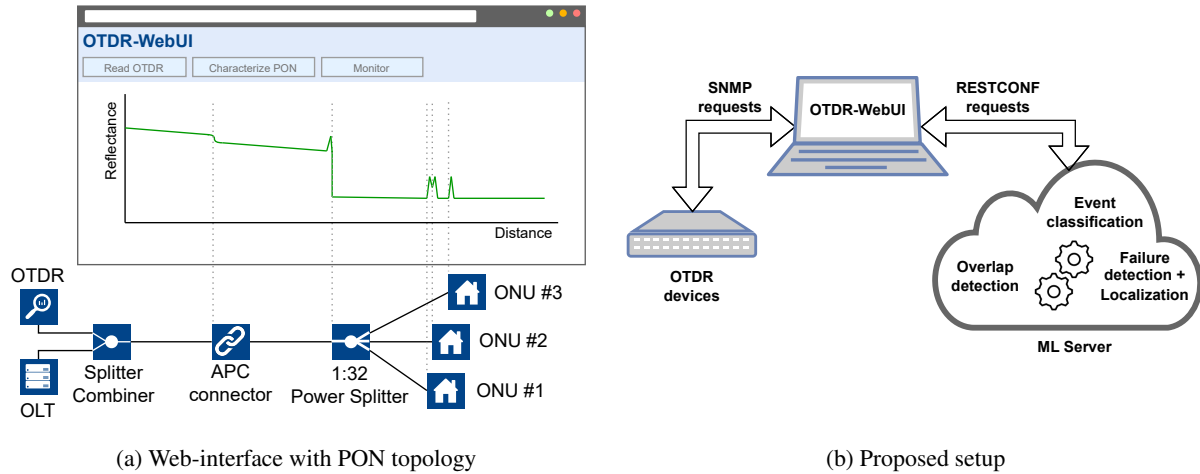 OTDR-WebUI
Read OTDR
Characterize PON
Monitor
Reflectance
Distance
OTDR
OLT
Splitter
Combiner
APC
connector
1:32
Power Splitter
ONU #3
ONU #2
ONU #1
(a) Web-interface with PON topology
SNMP
requests
OTDR-WebUI
RESTCONF
requests
OTDR
devices
Event
classification
Overlap
detection
Failure
detection +
Localization
ML Server
(b) Proposed setup